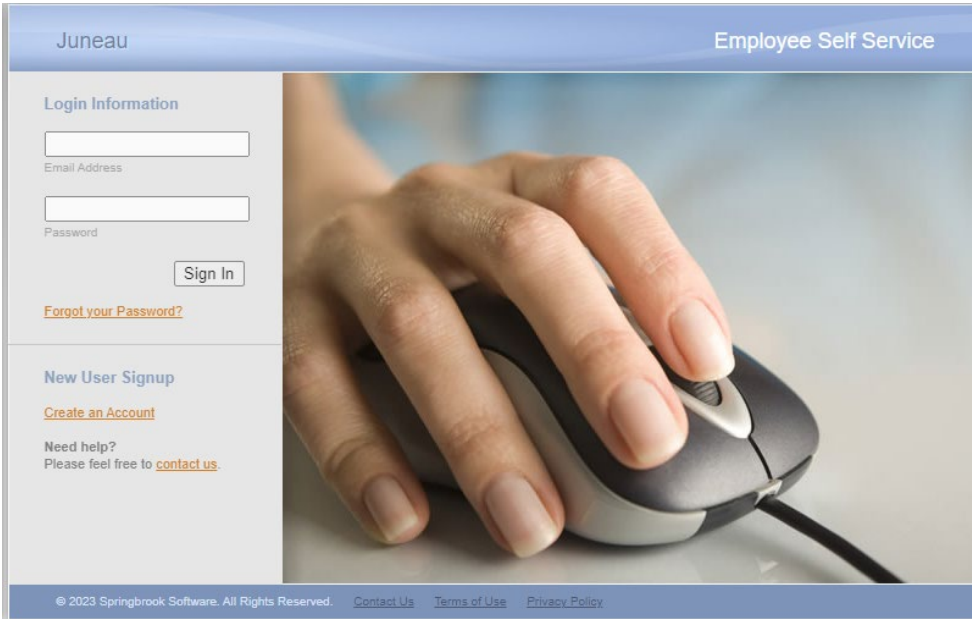 Juneau
Employee Self Service
Login Information
Email Address
Password
Sign In
Forgot your Password?
New User Signup
Create an Account
Need help?
Please feel free to contact us.
© 2023 Springbrook Software. All Rights Reserved. Contact Us Terms of Use Privacy Policy